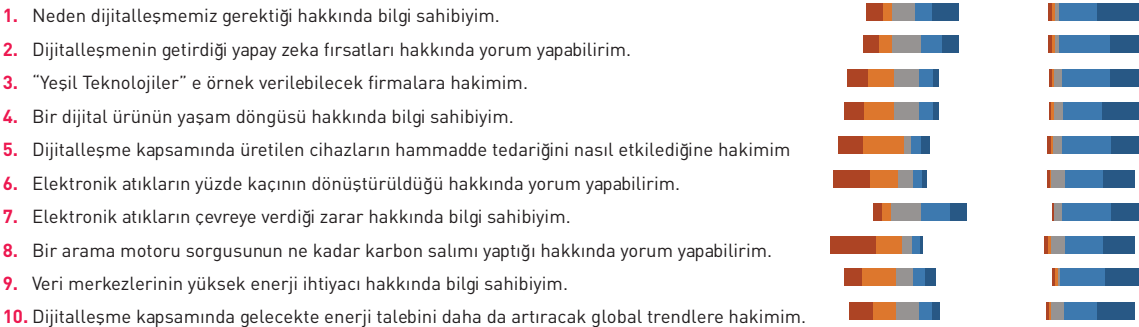 1. Neden dijitalleşmemiz gerektiği hakkında bilgi sahibiyim.
2. Dijitalleşmenin getirdiği yapay zeka fırsatları hakkında yorum yapabilirim.
3. “Yeşil Teknolojiler” e örnek verilebilecek firmalara hakimim.
4. Bir dijital ürünün yaşam döngüsü hakkında bilgi sahibiyim.
5. Dijitalleşme kapsamında üretilen cihazların hammadde tedariğini nasıl etkilediğine hakimim
6. Elektronik atıkların yüzde kaçının dönüştürüldüğü hakkında yorum yapabilirim.
7. Elektronik atıkların çevreye verdiği zarar hakkında bilgi sahibiyim.
8. Bir arama motoru sorgusunun ne kadar karbon salımı yaptığı hakkında yorum yapabilirim.
9. Veri merkezlerinin yüksek enerji ihtiyacı hakkında bilgi sahibiyim.
10. Dijitalleşme kapsamında gelecekte enerji talebini daha da artıracak global trendlere hakimim.